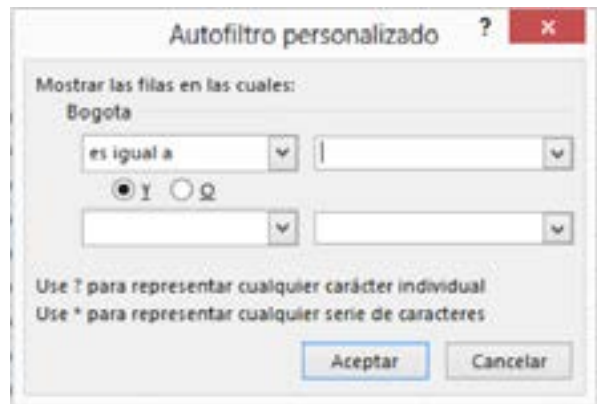 Autofiltro personalizado ? x
Mostrar las filas en las cuales:
Bogota
es igual a
Y O
Use ? para representar cualquier carácter individual
Use * para representar cualquier serie de caracteres
Aceptar Cancelar